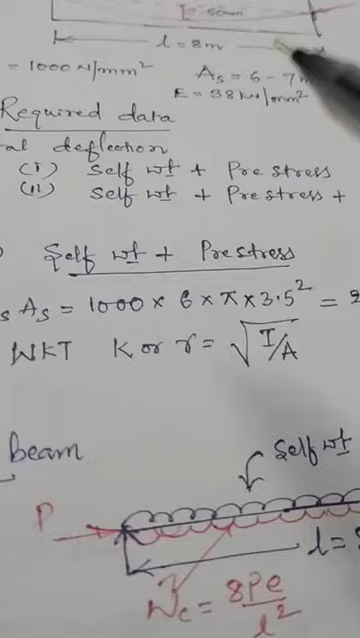 l = 8m
= 1000 N/mm²
As = 6 - 7
E = 38 kN/mm²
Required data
al deflection
(i) Self wt + Prestress
(ii) Self wt + Prestress +
Self wt + Prestress
s As = 1000 × 6 × π × 3.5² =
WKT K or r = √I/A
beam
Self wt
P
l =
We = 8Pe/l²